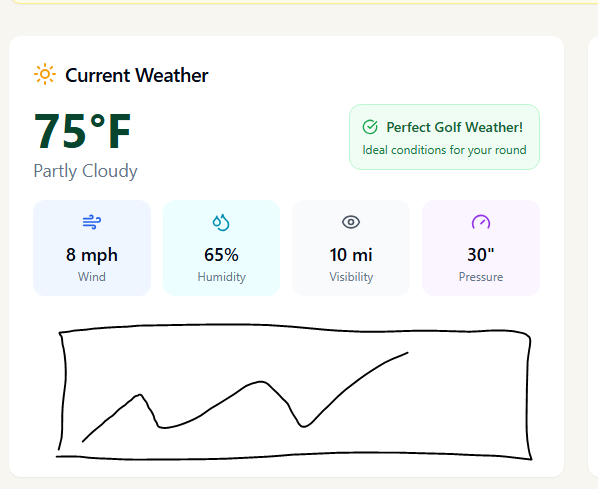 Current Weather
75°F
Partly Cloudy
Perfect Golf Weather!
Ideal conditions for your round
8 mph
Wind
65%
Humidity
10 mi
Visibility
30"
Pressure